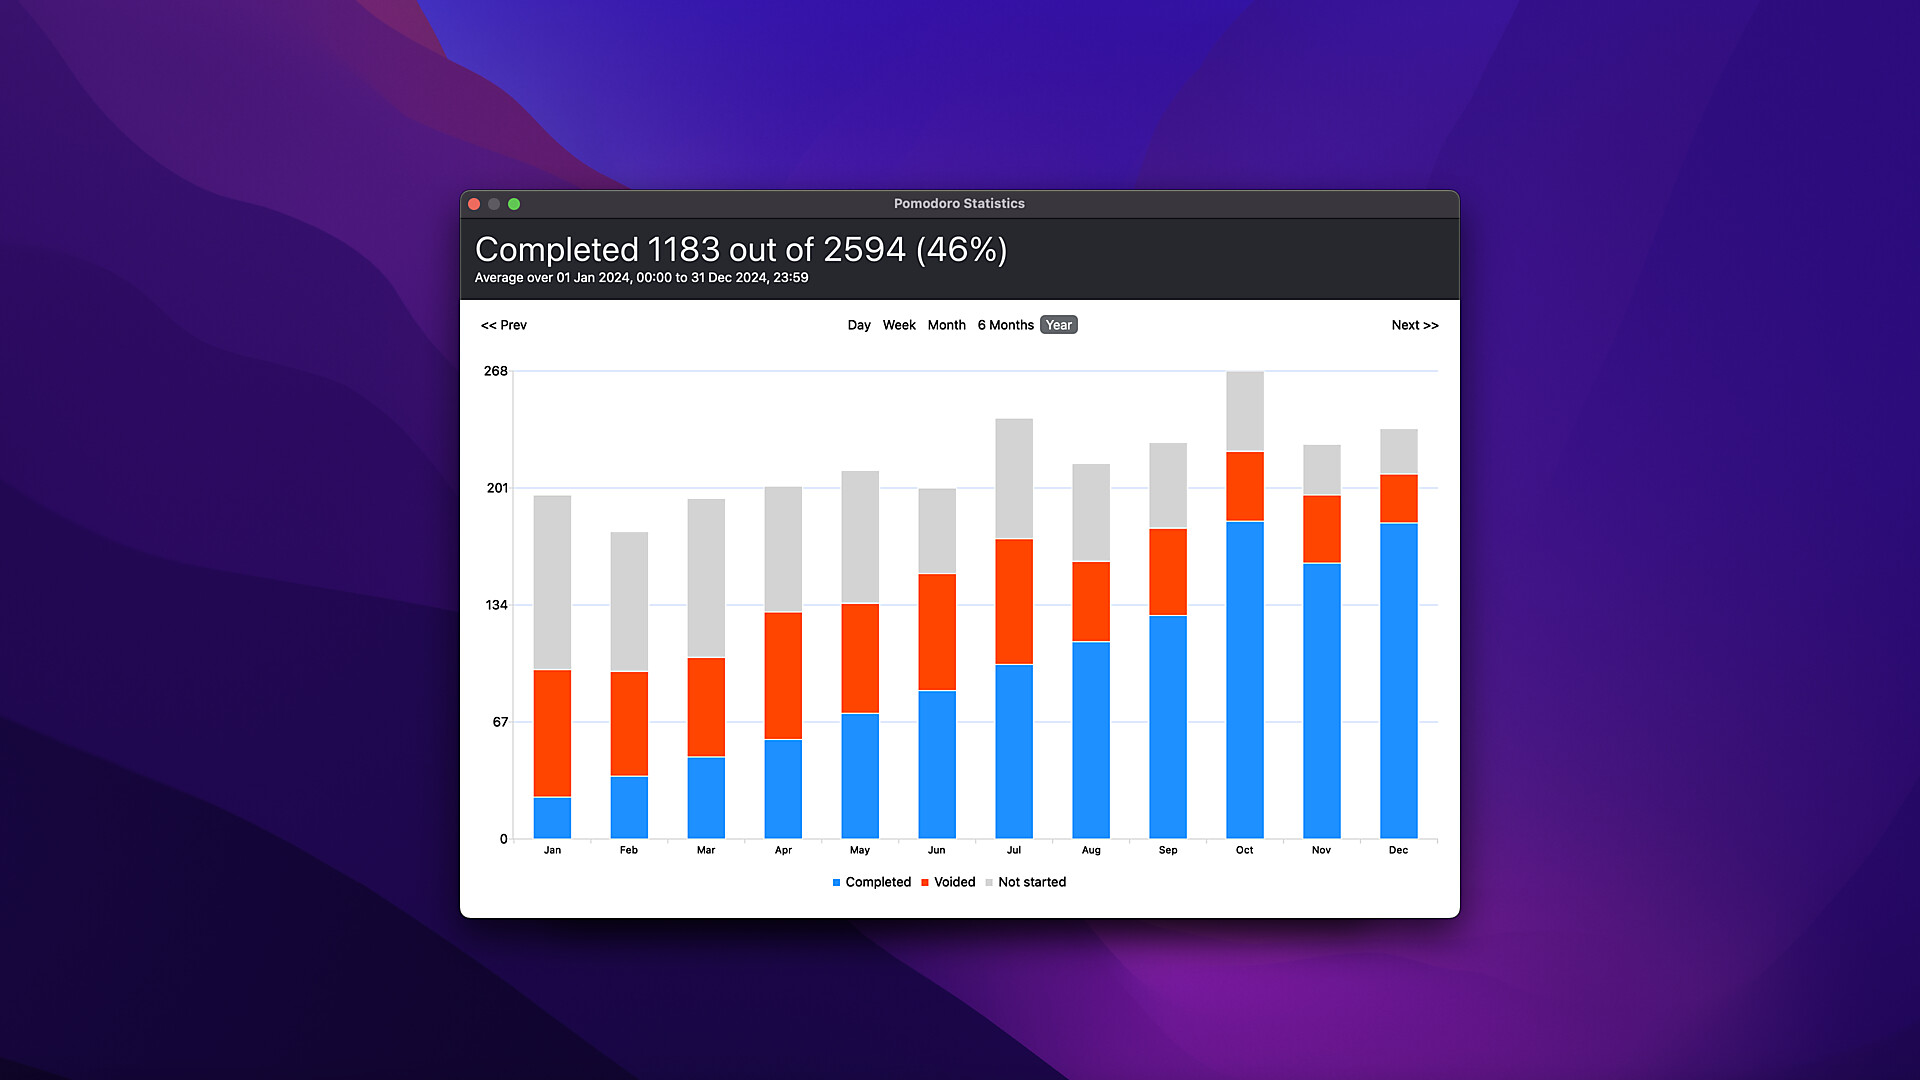 Pomodoro Statistics
Completed 1183 out of 2594 (46%)
Average over 01 Jan 2024, 00:00 to 31 Dec 2024, 23:59
<< Prev Day Week Month 6 Months Year Next >>
268
201
134
67
0
Jan Feb Mar Apr May Jun Jul Aug Sep Oct Nov Dec
Completed Voided Not started